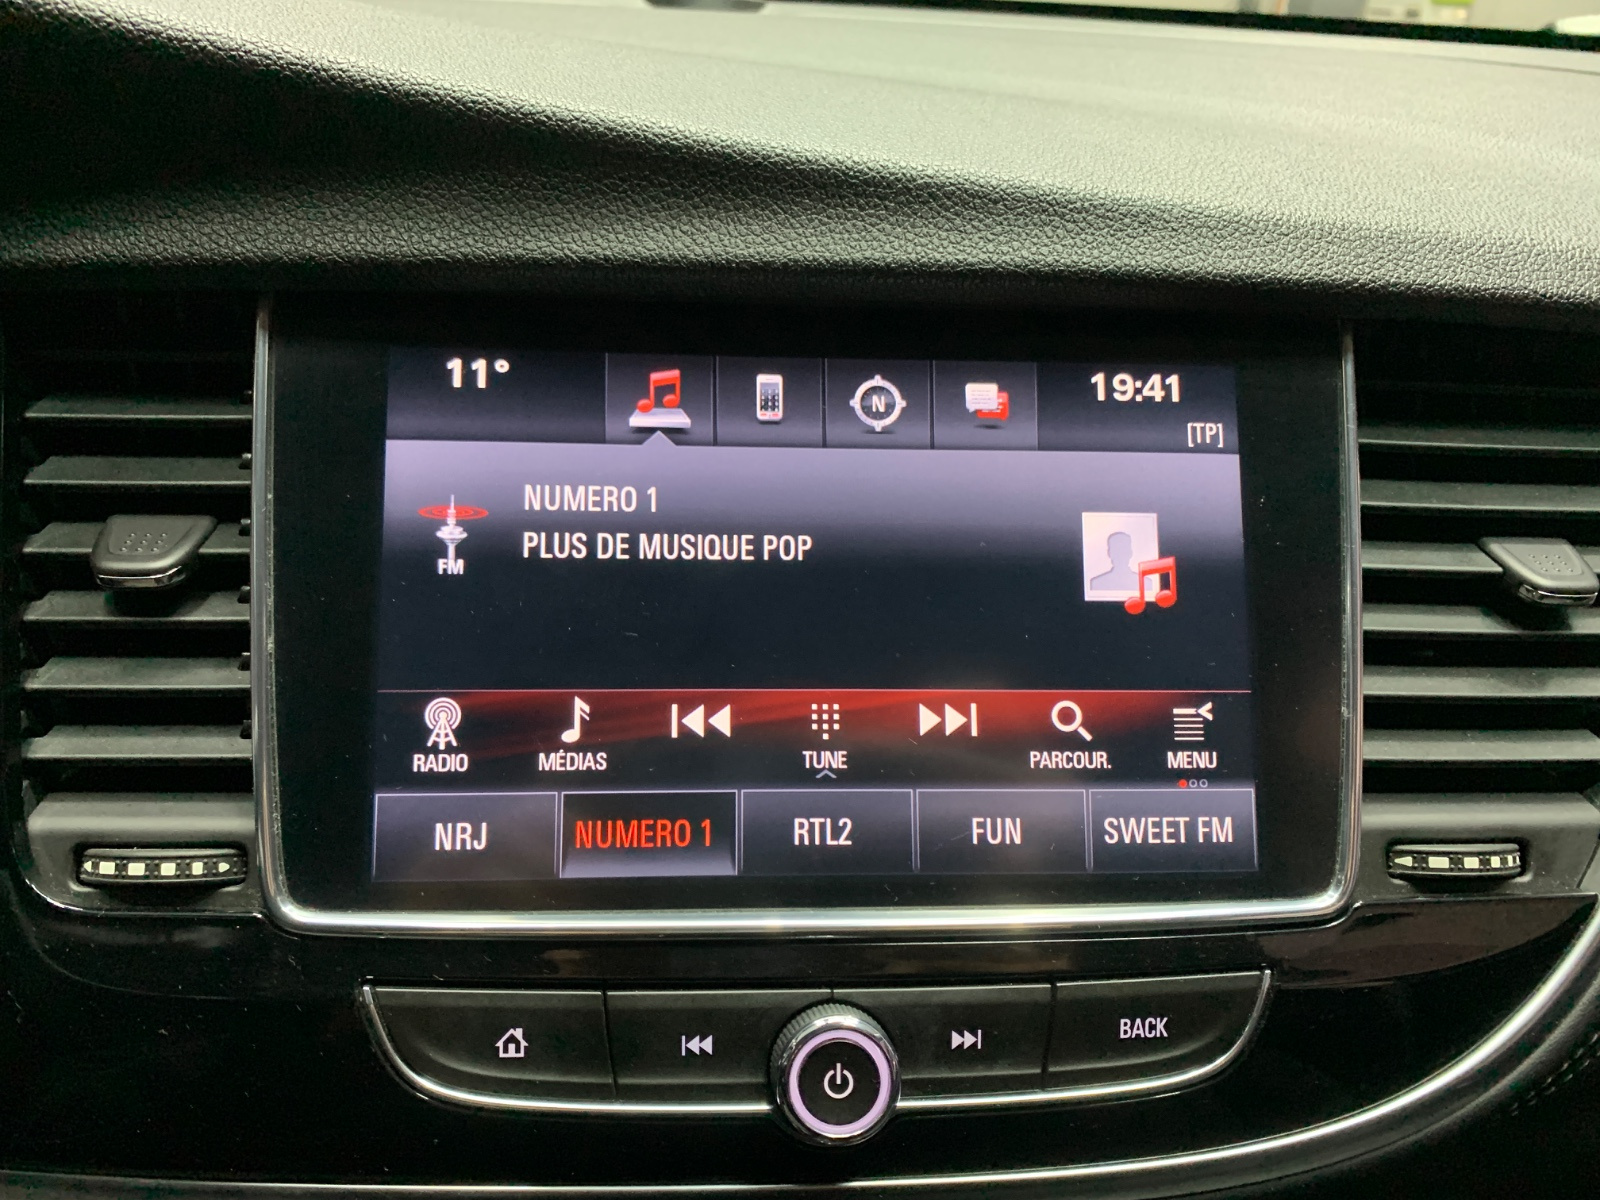 11°
19:41
[TP]
N
NUMERO 1
PLUS DE MUSIQUE POP
FM
RADIO
MÉDIAS
TUNE
PARCOUR.
MENU
NRJ
NUMERO 1
RTL2
FUN
SWEET FM
BACK